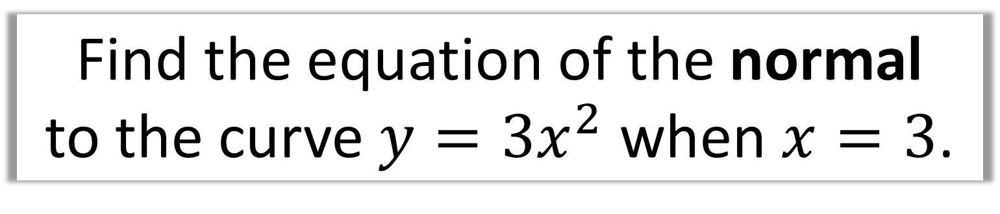 Find the equation of the normal
to the curve y = 3x² when x = 3.